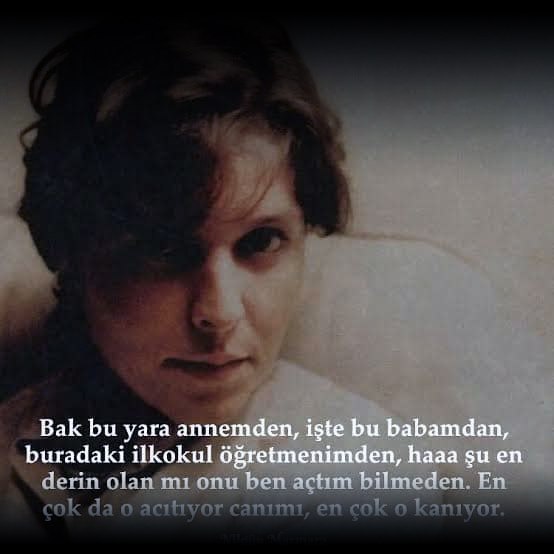 Bak bu yara annemden, işte bu babamdan,
buradaki ilkokul öğretmenimden, haaa şu en
derin olan mı onu ben açtım bilmeden. En
çok da o acıtıyor canımı, en çok o kanıyor.